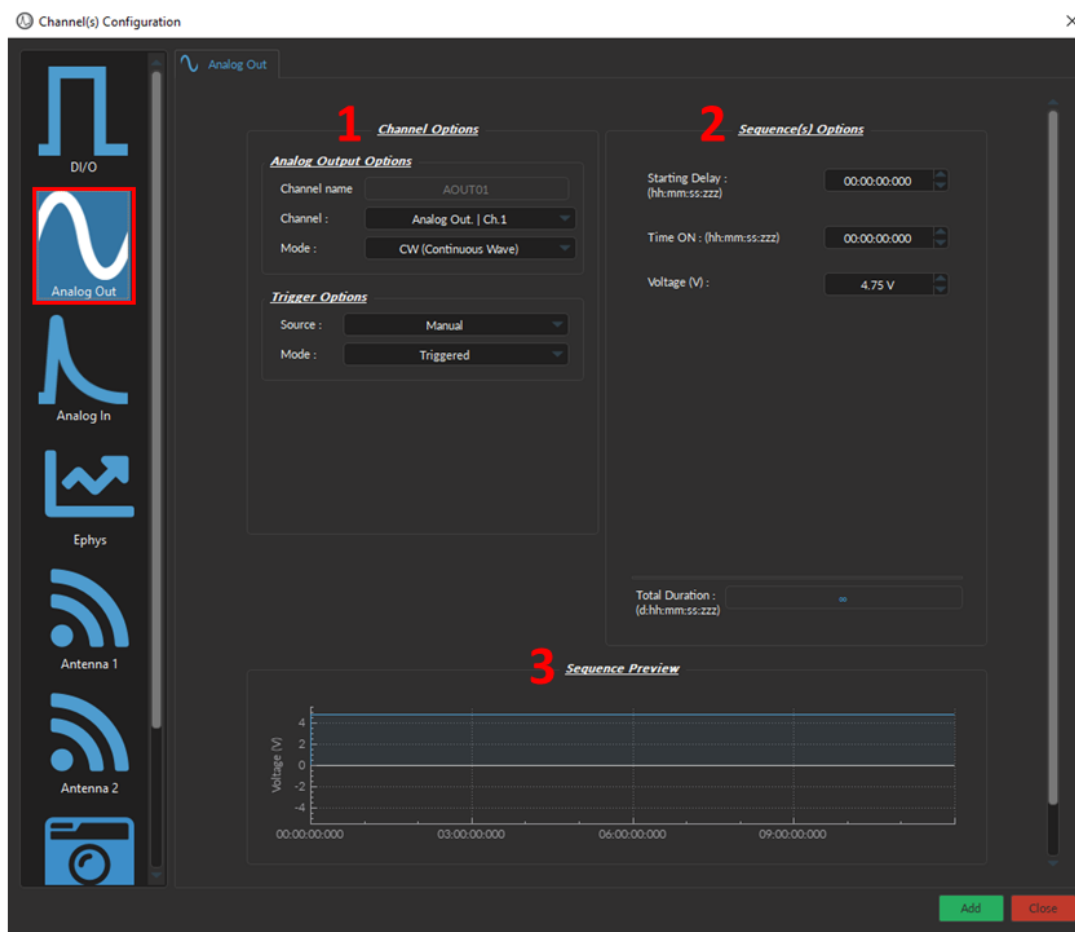 Channel(s) Configuration
DI/O
Analog Out
Analog In
Ephys
Antenna 1
Antenna 2
Analog Out
1 Channel Options
Analog Output Options
Channel name AOUT01
Channel : Analog Out. | Ch.1
Mode : CW (Continuous Wave)
Trigger Options
Source : Manual
Mode : Triggered
2 Sequence(s) Options
Starting Delay : 00:00:00:000
(hh:mm:ss:zzz)
Time ON : (hh:mm:ss:zzz) 00:00:00:000
Voltage (V) : 4.75 V
Total Duration : ∞
(d:hh:mm:ss:zzz)
3 Sequence Preview
Voltage (V)
4
2
0
-2
-4
00:00:00:000 03:00:00:000 06:00:00:000 09:00:00:000
Add Close